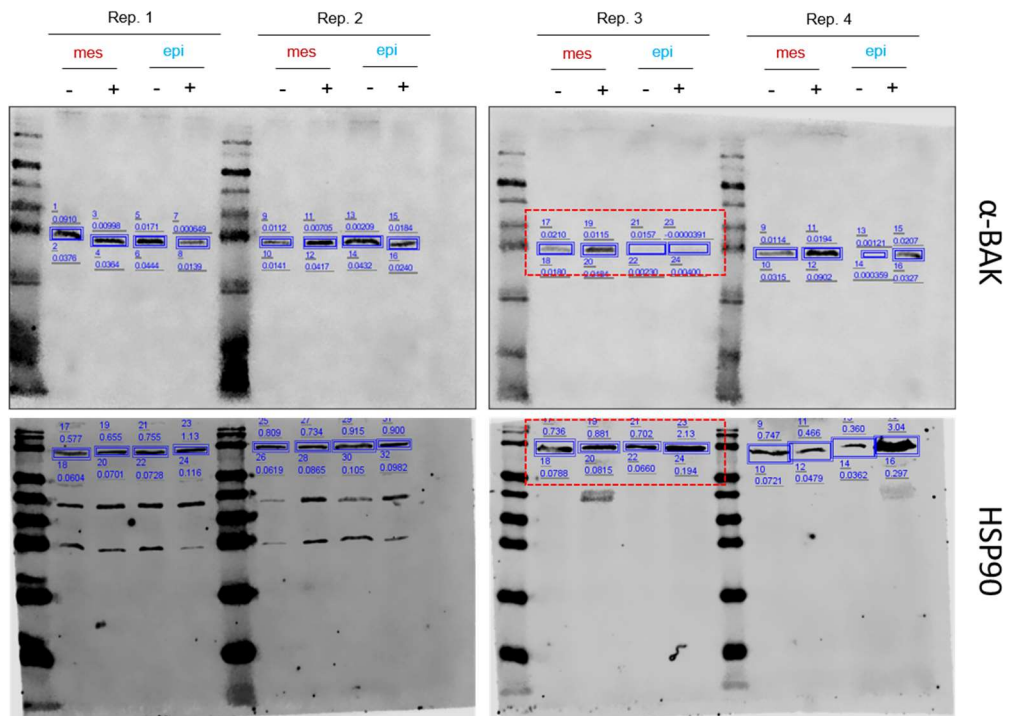 Rep. 1 Rep. 2 Rep. 3 Rep. 4
mes epi mes epi mes epi mes epi
- + - + - + - + - + - + - + - +
1 3 5 7 9 11 13 15 17 19 21 23 9 11 13 15
0.0910 0.00998 0.0171 0.000649 0.0112 0.00705 0.00209 0.0184 0.0210 0.0115 0.0157 -0.0000391 0.0114 0.0194 0.00121 0.0207
2 4 6 8 10 12 14 16 18 20 22 24 10 12 14 16
0.0376 0.0364 0.0444 0.0139 0.0141 0.0417 0.0432 0.0240 0.0180 0.00230 0.00400 0.0315 0.0902 0.000359 0.0327
α-BAK
17 19 21 23 25 27 29 19 21 23 9 11
0.577 0.655 0.755 1.13 0.809 0.734 0.915 0.900 0.736 0.881 0.702 2.13 0.747 0.466 0.360 3.04
18 20 22 24 26 28 30 32 18 20 22 24 10 12 14 16
0.0604 0.0701 0.0728 0.116 0.0619 0.0865 0.105 0.0982 0.0788 0.0815 0.0660 0.194 0.0721 0.0479 0.0362 0.297
HSP90